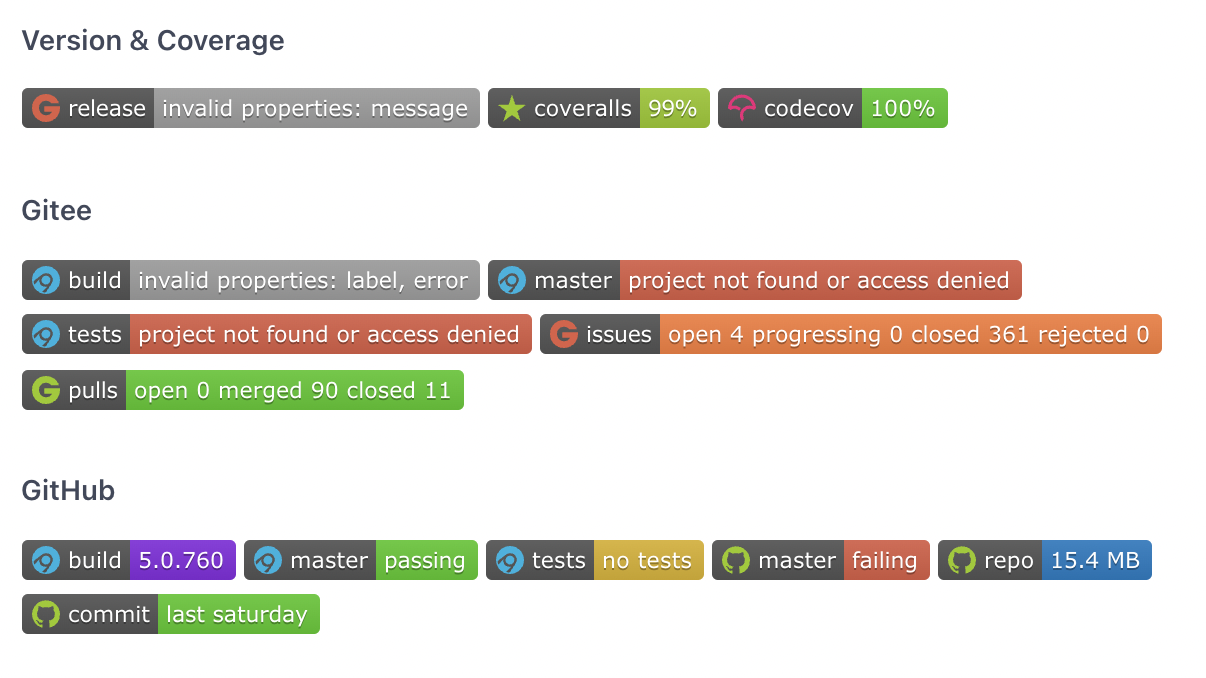 Version & Coverage
release invalid properties: message coveralls 99% codecov 100%
Gitee
build invalid properties: label, error master project not found or access denied
tests project not found or access denied issues open 4 progressing 0 closed 361 rejected 0
pulls open 0 merged 90 closed 11
GitHub
build 5.0.760 master passing tests no tests master failing repo 15.4 MB
commit last saturday